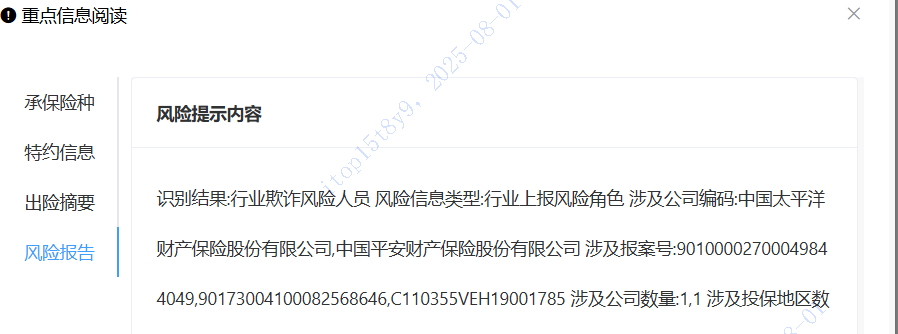 重点信息阅读
承保险种
特约信息
出险摘要
风险报告
风险提示内容
识别结果:行业欺诈风险人员 风险信息类型:行业上报风险角色 涉及公司编码:中国太平洋
财产保险股份有限公司,中国平安财产保险股份有限公司 涉及报案号:9010000270004984
4049,90173004100082568646,C110355VEH19001785 涉及公司数量:1,1 涉及投保地区数
itop15t8y9, 2025-08-01